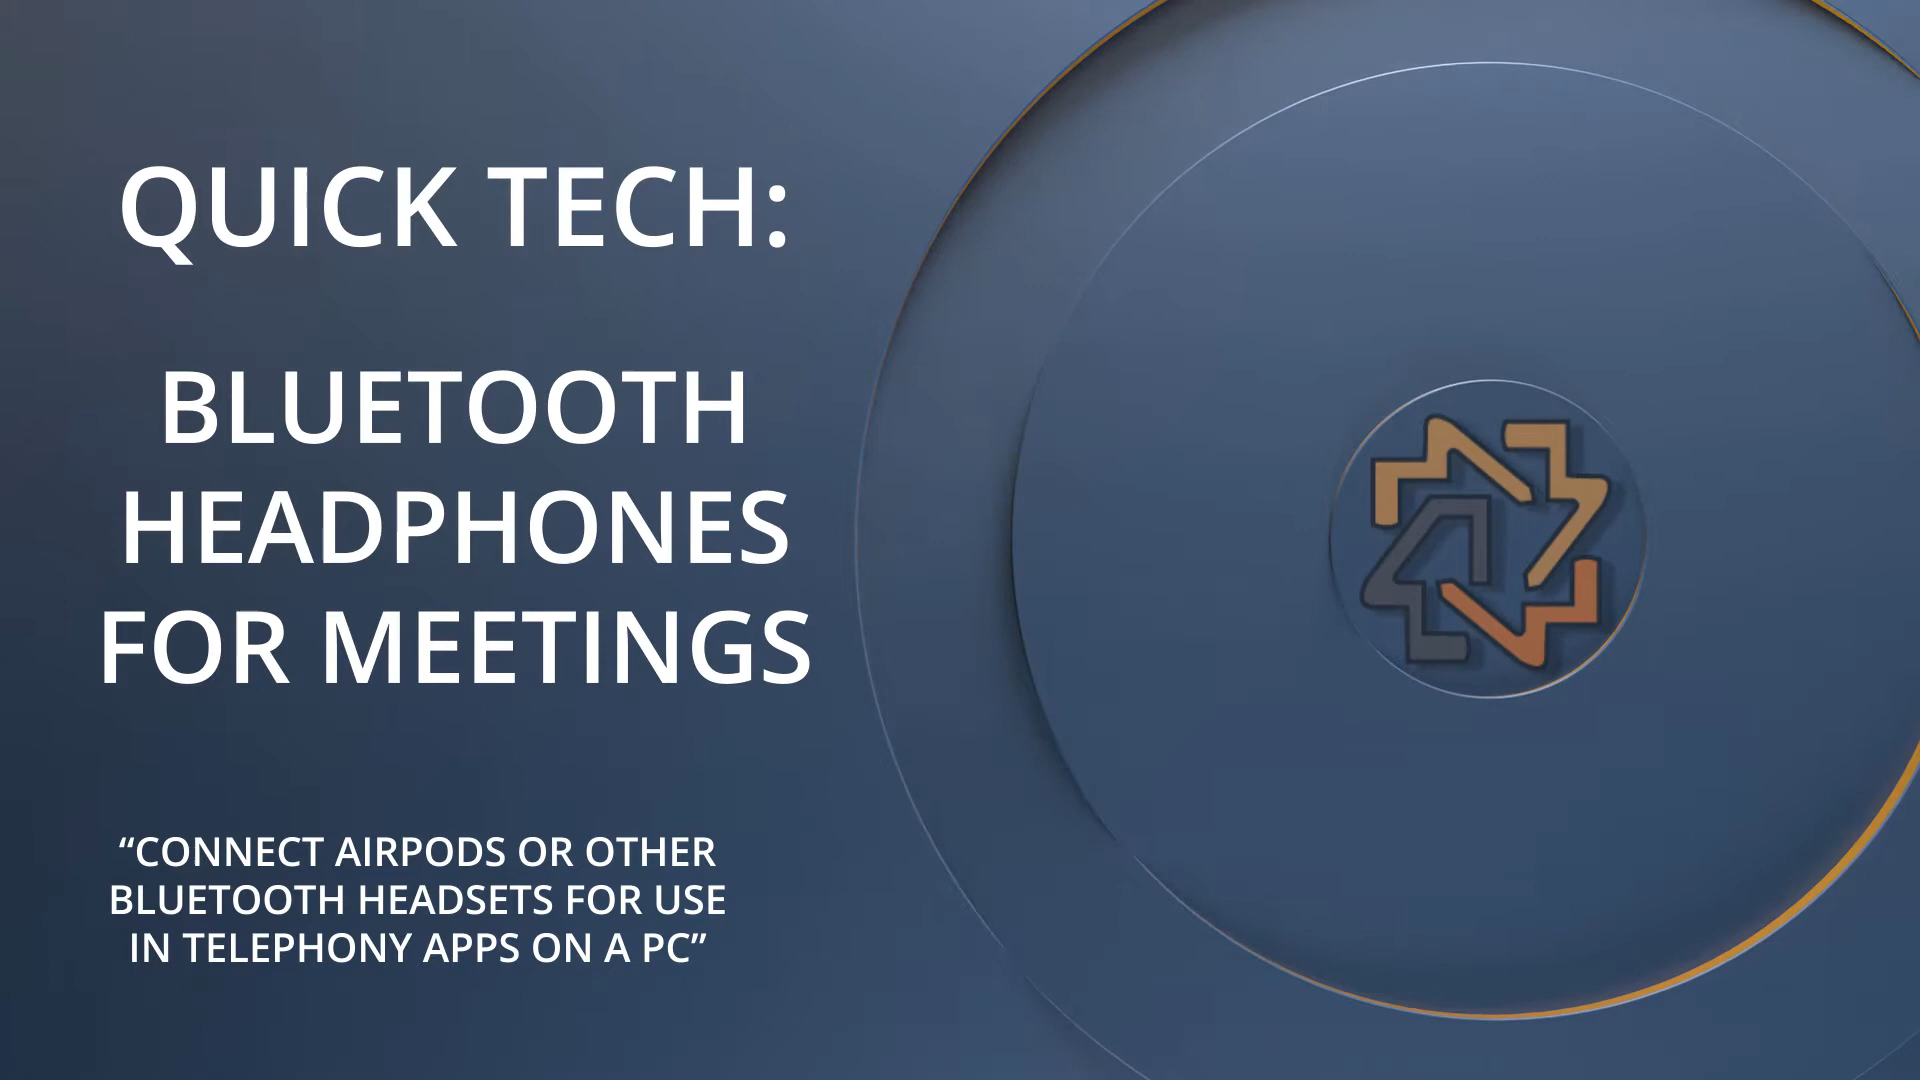 QUICK TECH:
BLUETOOTH
HEADPHONES
FOR MEETINGS
“CONNECT AIRPODS OR OTHER
BLUETOOTH HEADSETS FOR USE
IN TELEPHONY APPS ON A PC”